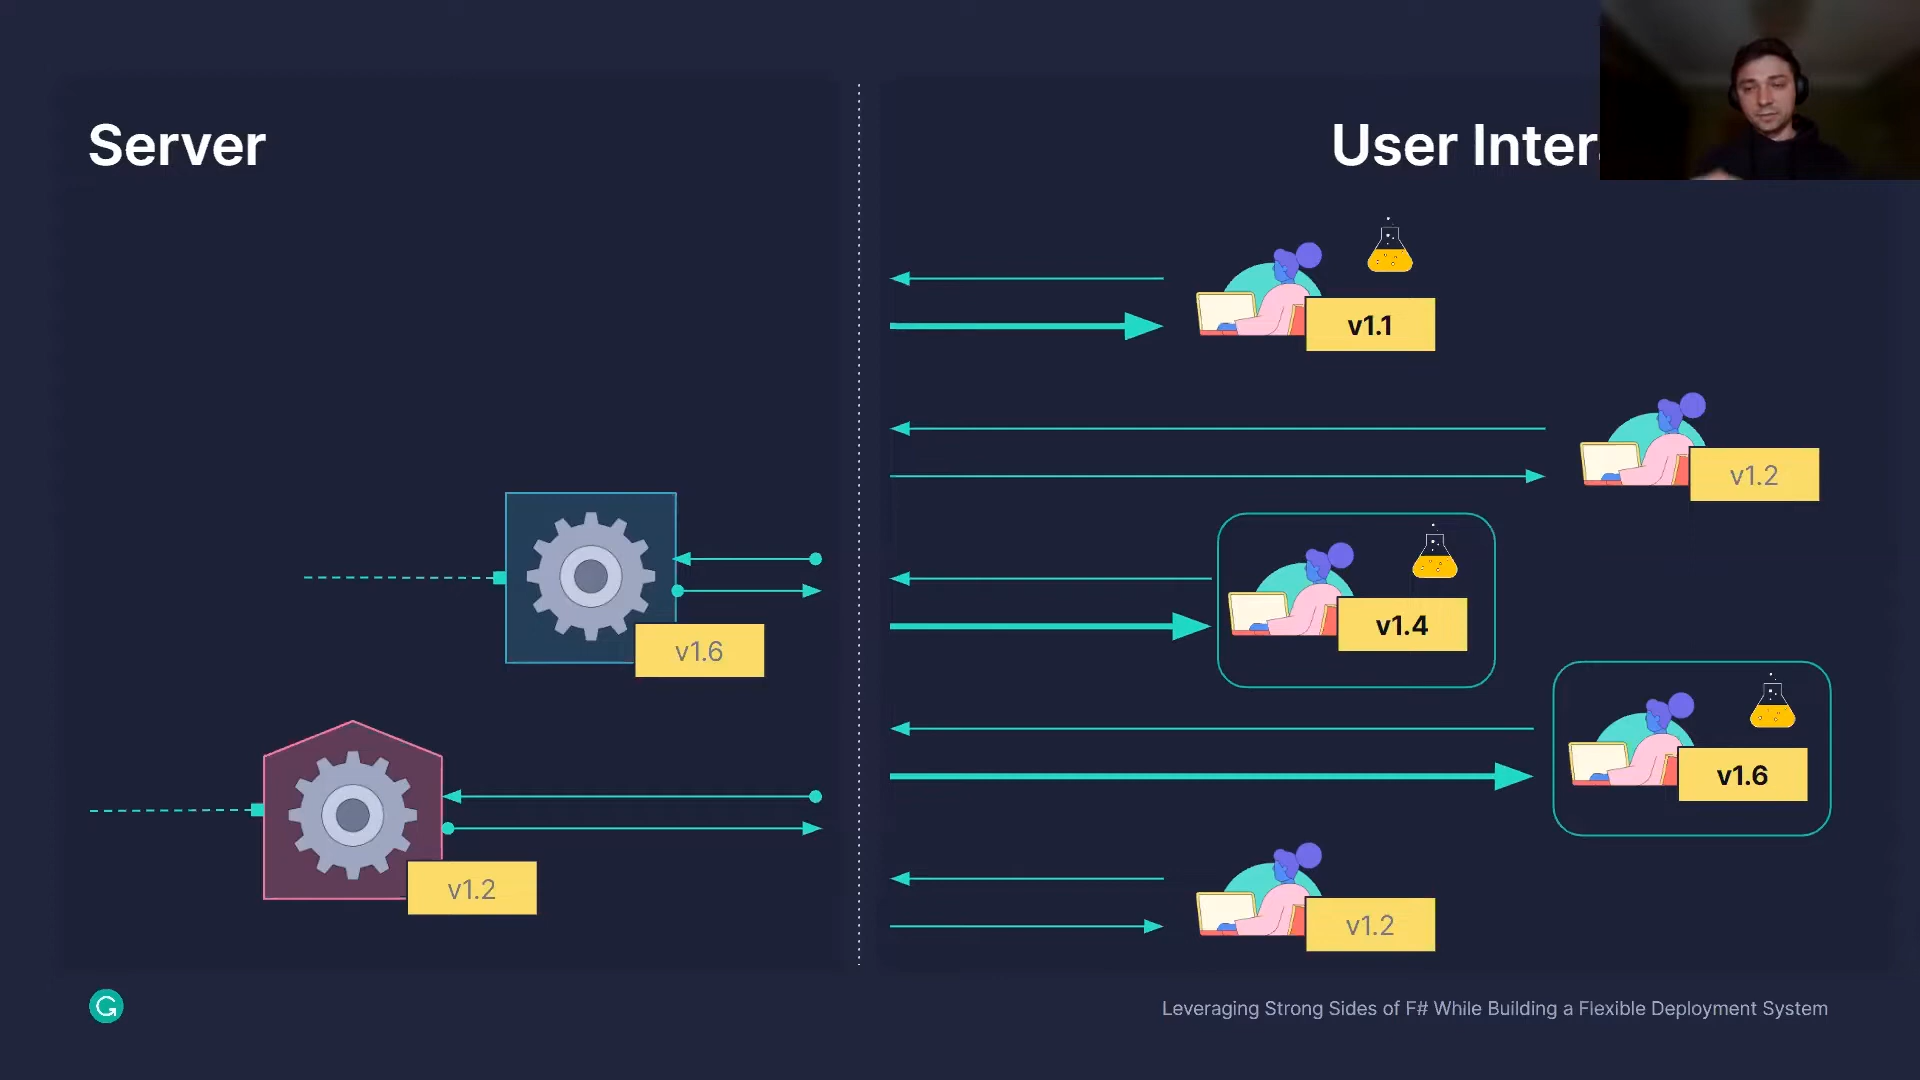 Server
User Inter
v1.1
v1.2
v1.4
v1.6
v1.6
v1.2
v1.2
Leveraging Strong Sides of F# While Building a Flexible Deployment System